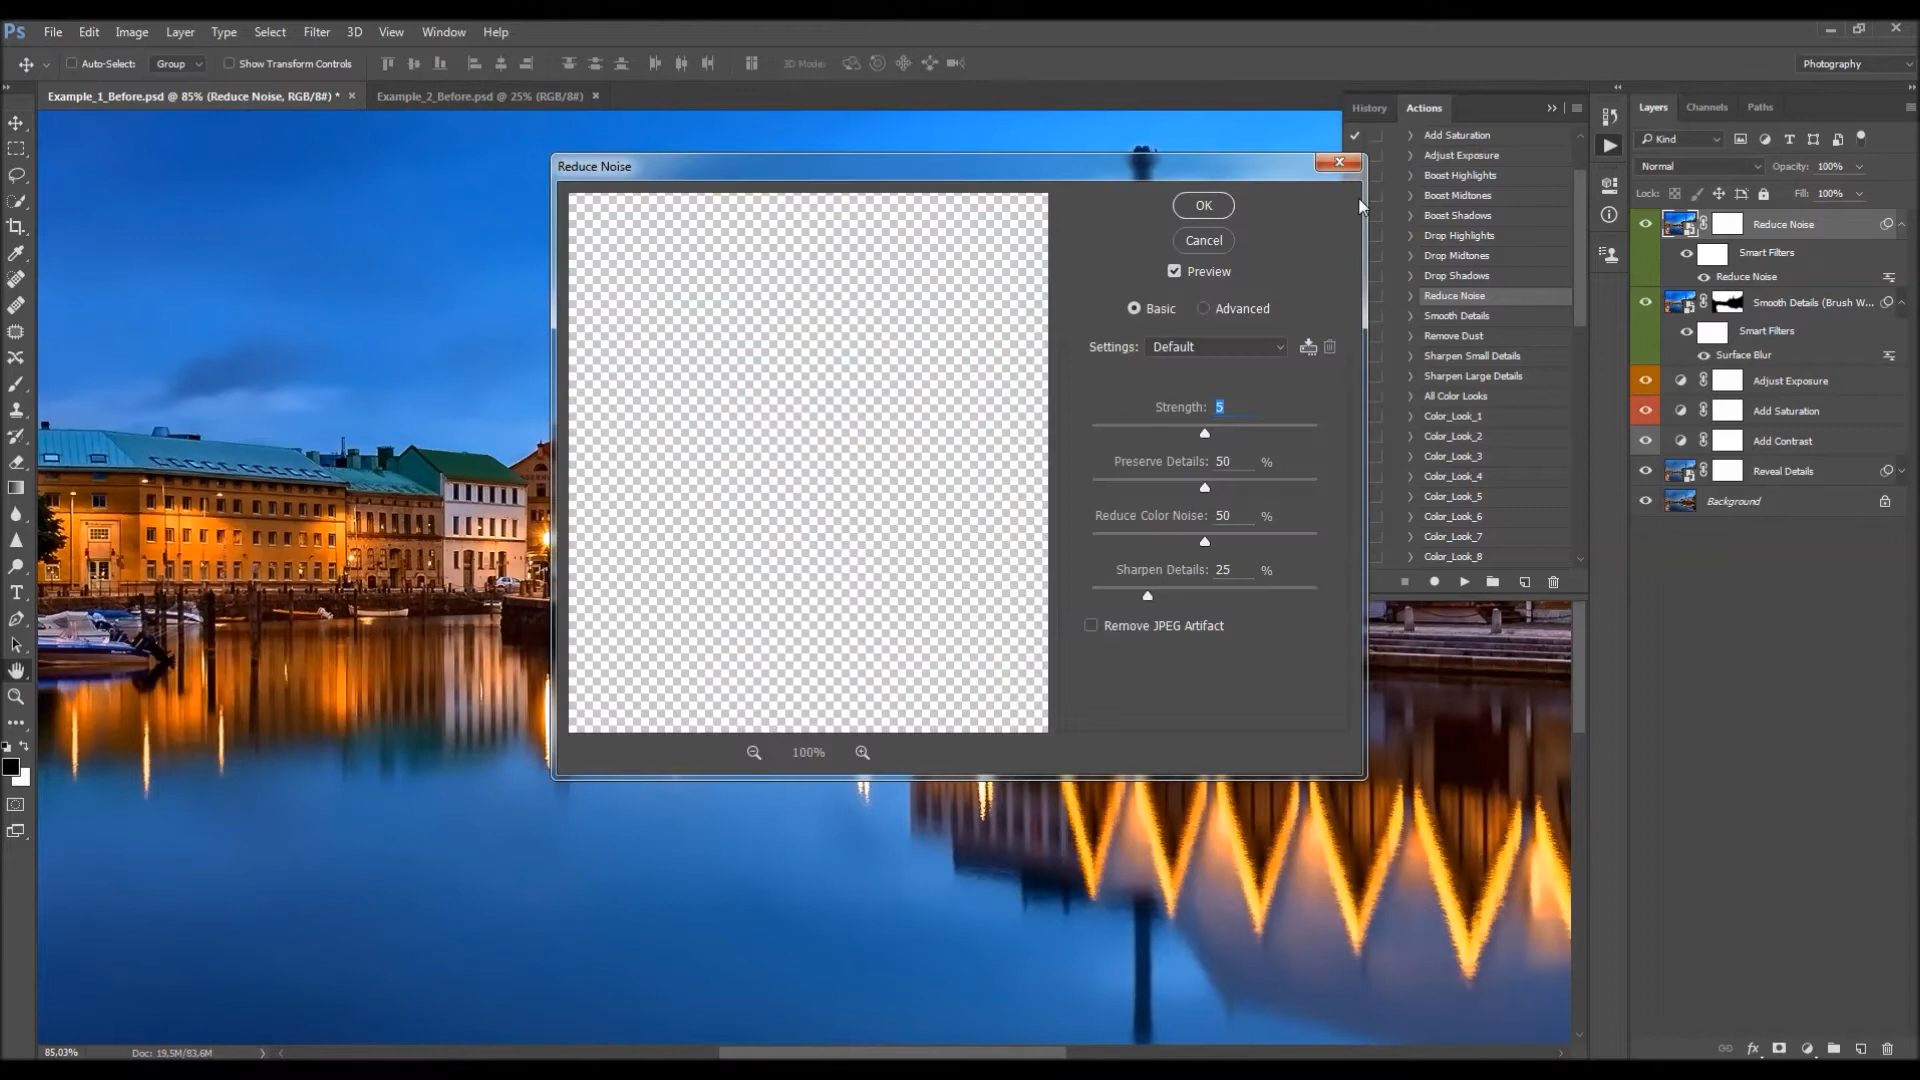 Ps File Edit Image Layer Type Select Filter 3D View Window Help
Auto-Select: Group Show Transform Controls 3D Mode: Photography
Example_1_Before.psd @ 85% (Reduce Noise, RGB/8#) * × Example_2_Before.psd @ 25% (RGB/8#) ×
Reduce Noise
OK
Cancel
Preview
Basic Advanced
Settings: Default
Strength: 5
Preserve Details: 50 %
Reduce Color Noise: 50 %
Sharpen Details: 25 %
Remove JPEG Artifact
100%
History Actions
Add Saturation
Adjust Exposure
Boost Highlights
Boost Midtones
Boost Shadows
Drop Highlights
Drop Midtones
Drop Shadows
Reduce Noise
Smooth Details
Remove Dust
Sharpen Small Details
Sharpen Large Details
All Color Looks
Color_Look_1
Color_Look_2
Color_Look_3
Color_Look_4
Color_Look_5
Color_Look_6
Color_Look_7
Color_Look_8
Layers Channels Paths
Kind
Normal Opacity: 100%
Lock: Fill: 100%
Reduce Noise
Smart Filters
Reduce Noise
Smooth Details (Brush W...
Smart Filters
Surface Blur
Adjust Exposure
Add Saturation
Add Contrast
Reveal Details
Background
85,03% Doc: 19,5M/83,6M
fx